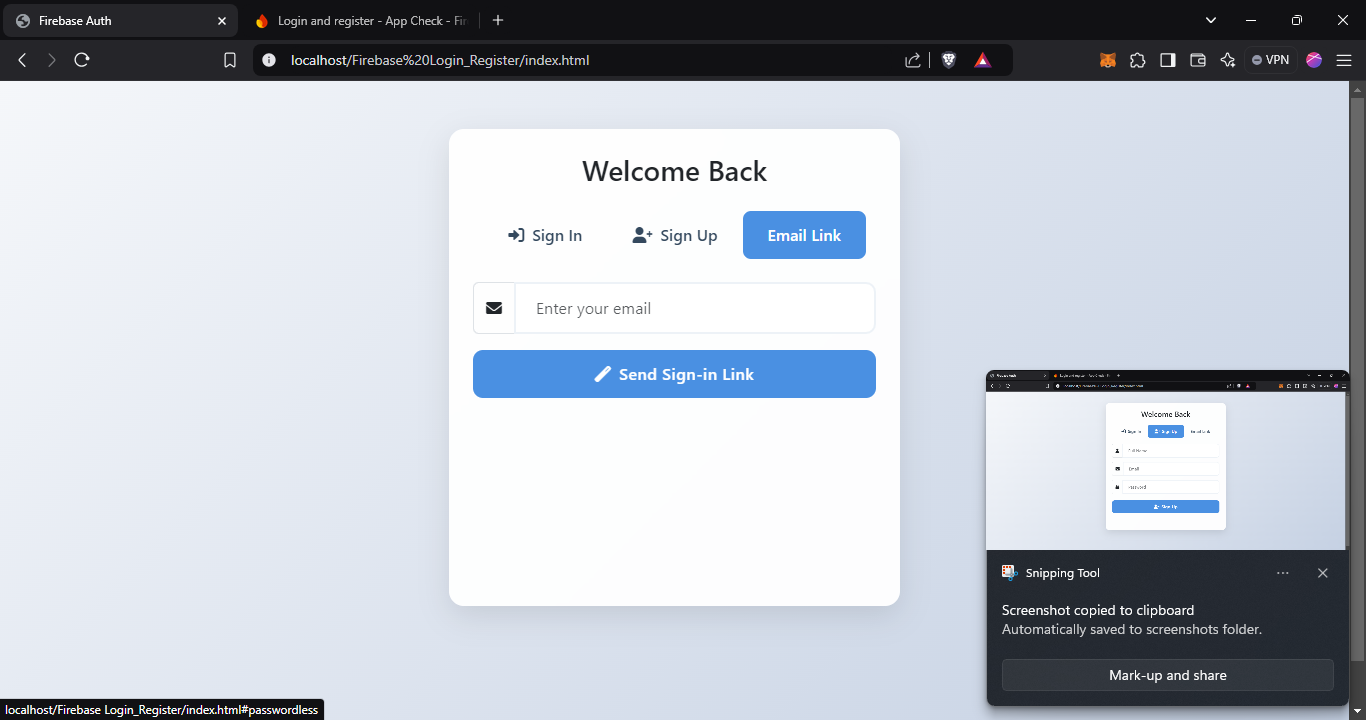 Firebase Auth
Login and register - App Check - Fir
localhost/Firebase%20Login_Register/index.html
VPN
Welcome Back
Sign In
Sign Up
Email Link
Enter your email
Send Sign-in Link
Welcome Back
Sign In
Sign Up
Email Link
Full Name
Email
Password
Sign Up
Snipping Tool
Screenshot copied to clipboard
Automatically saved to screenshots folder.
Mark-up and share
localhost/Firebase Login_Register/index.html#passwordless